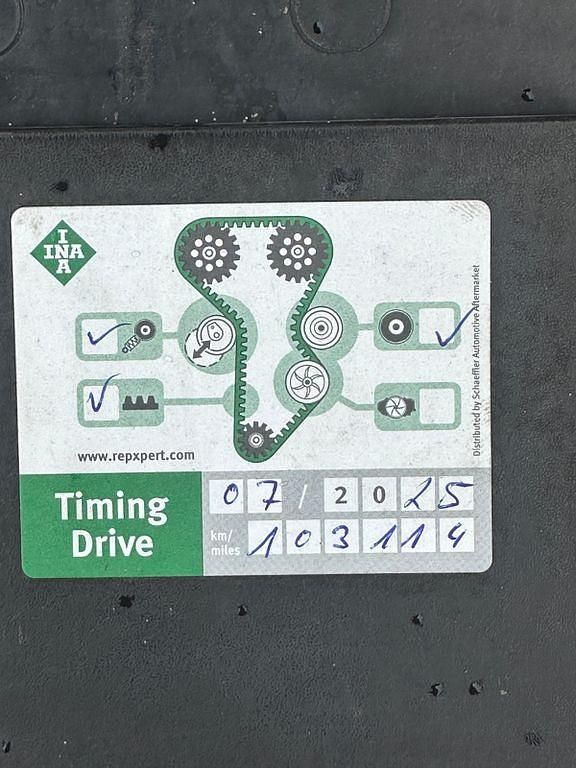 I
INA
A
www.repxpert.com
Distributed by Schaeffler Automotive Aftermarket
Timing
Drive
07/2025
km/
miles
103114